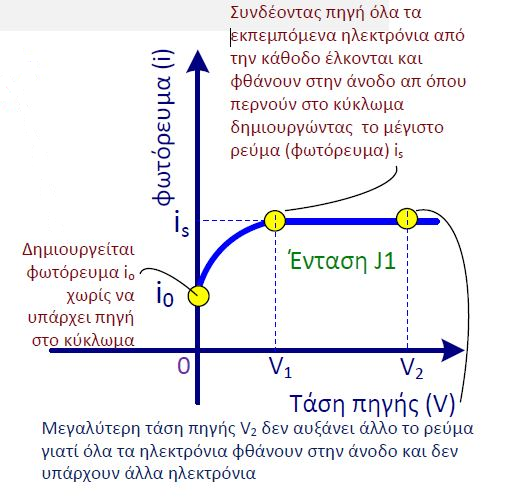 Συνδέοντας πηγή όλα τα
εκπεμπόμενα ηλεκτρόνια από
την κάθοδο έλκονται και
φθάνουν στην άνοδο απ όπου
περνούν στο κύκλωμα
δημιουργώντας το μέγιστο
ρεύμα (φωτόρευμα) is
φωτόρευμα (i)
is
Δημιουργείται
φωτόρευμα io
χωρίς να
υπάρχει πηγή
στο κύκλωμα
i0
Ένταση J1
0
V1
V2
Τάση πηγής (V)
Μεγαλύτερη τάση πηγής V2 δεν αυξάνει άλλο το ρεύμα
γιατί όλα τα ηλεκτρόνια φθάνουν στην άνοδο και δεν
υπάρχουν άλλα ηλεκτρόνια